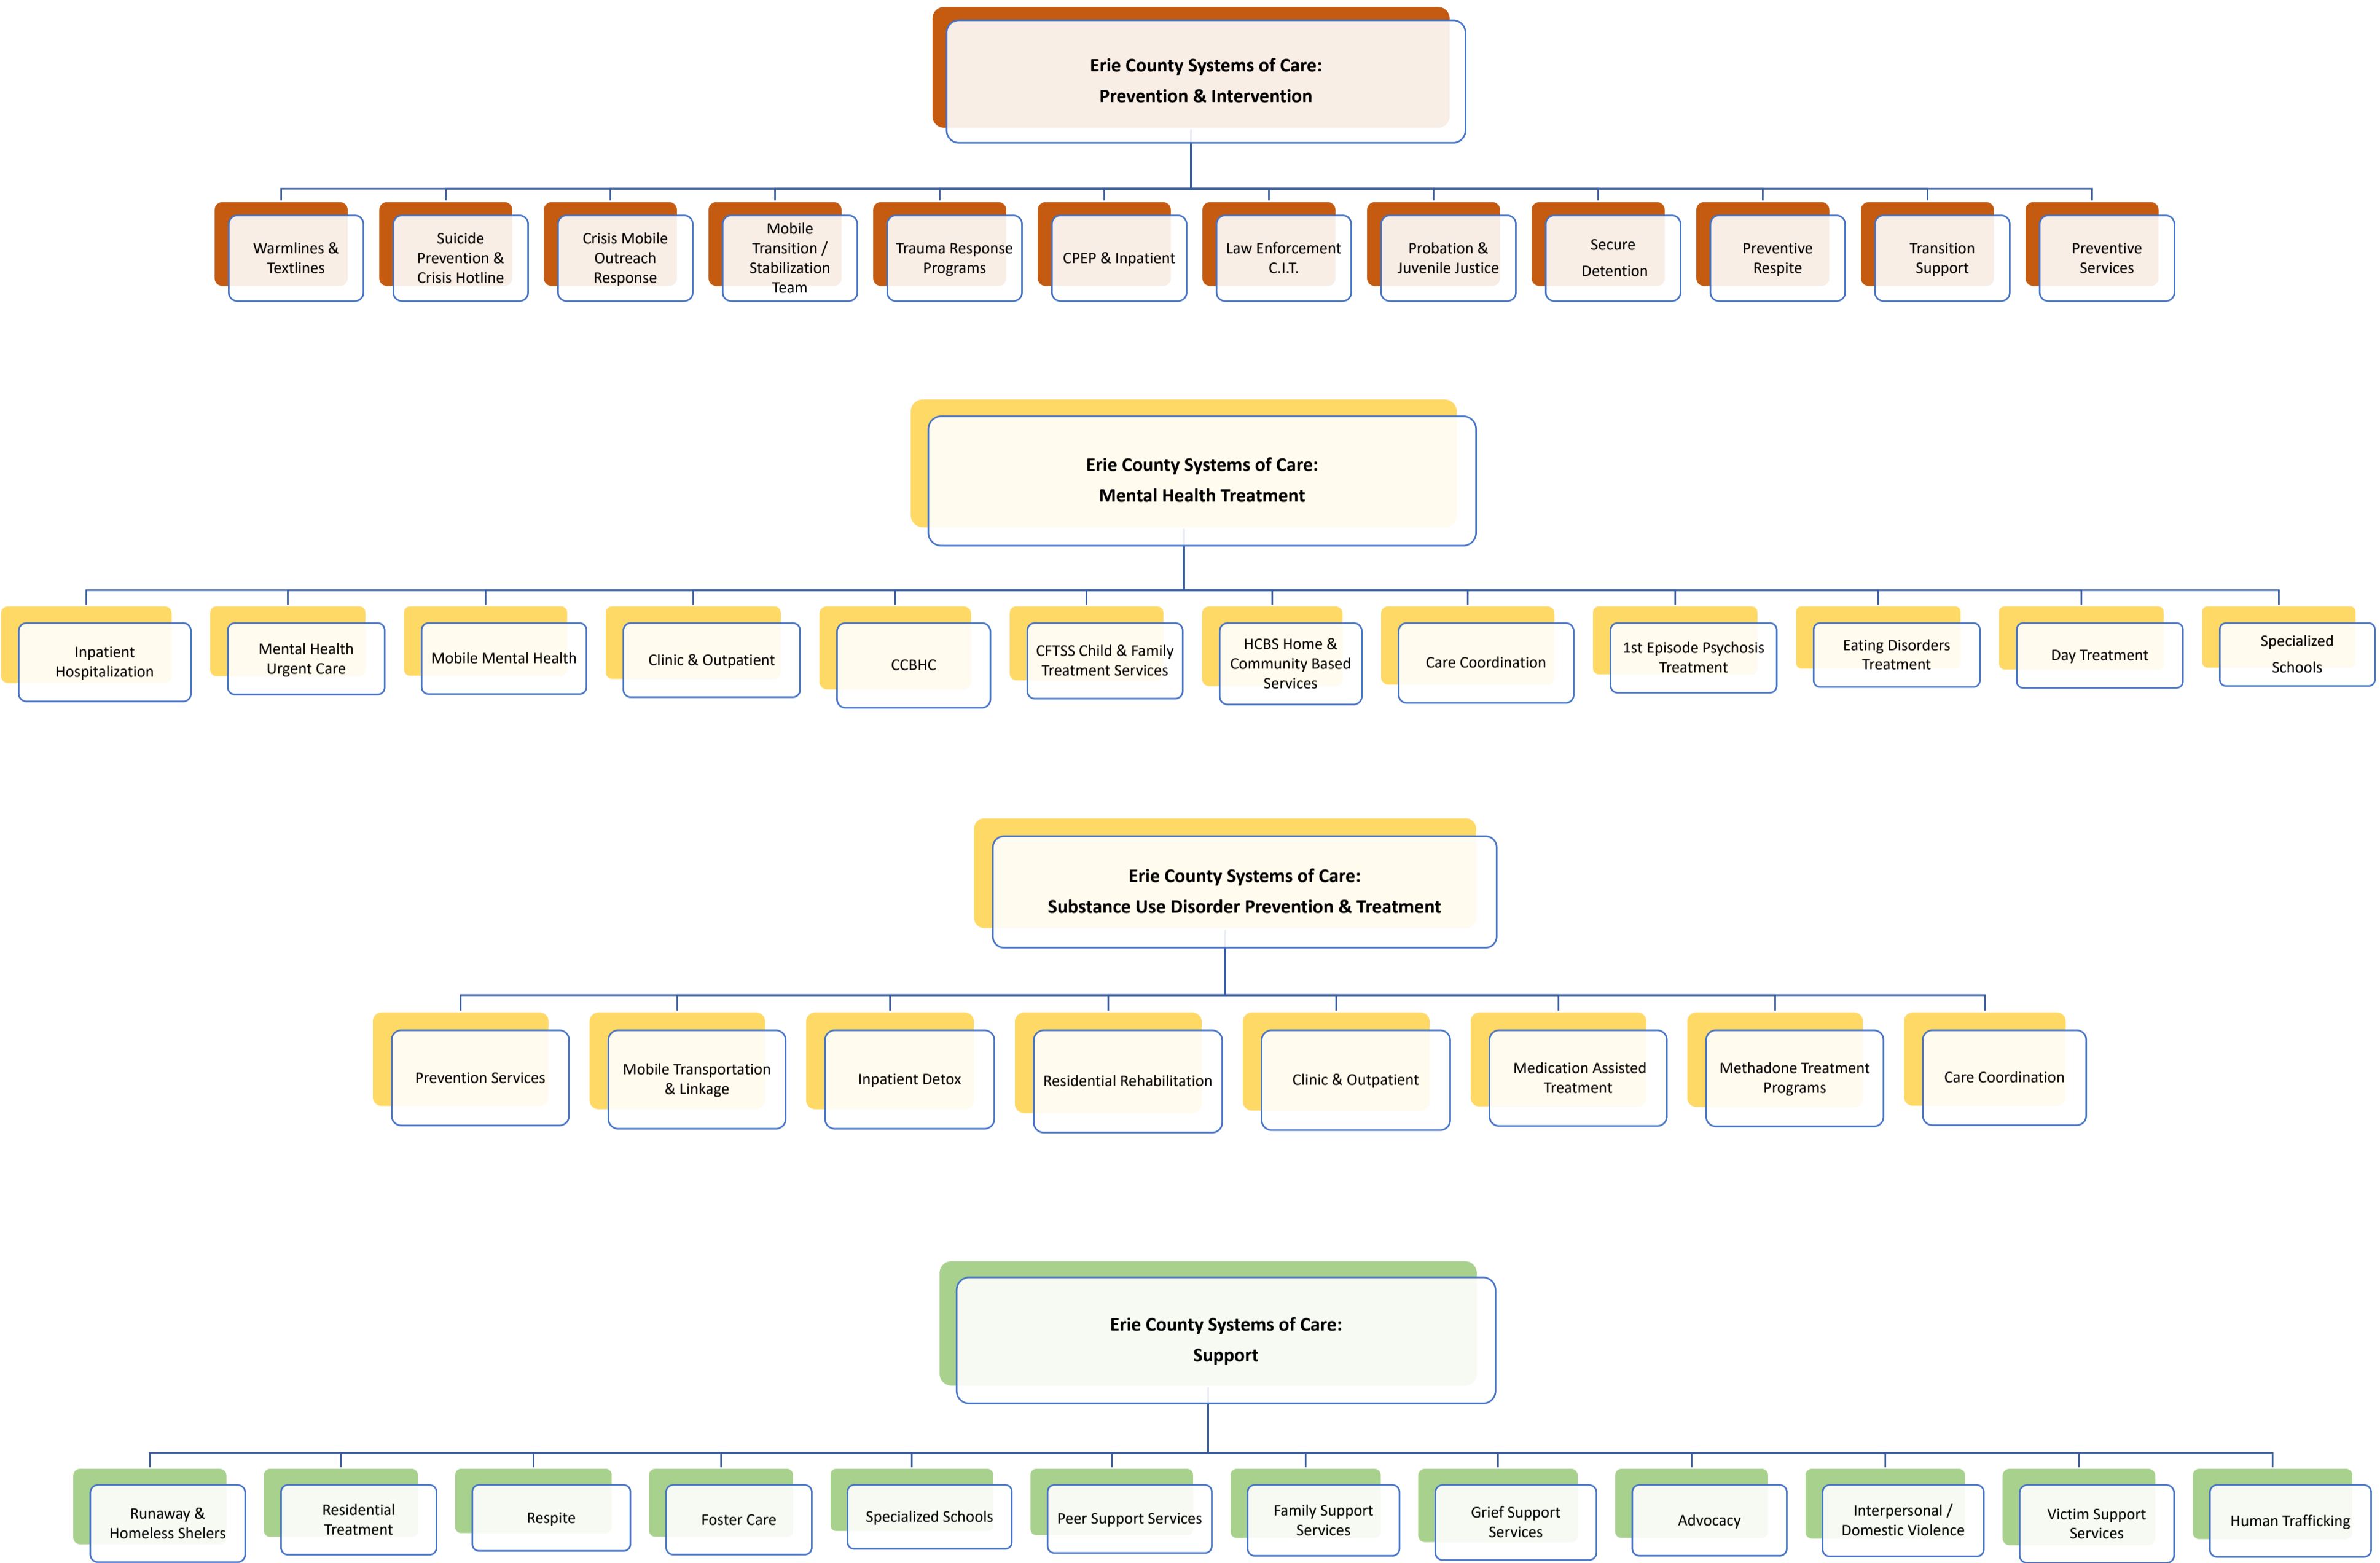 Erie County Systems of Care:
Prevention & Intervention
Warmlines &
Textlines
Suicide
Prevention &
Crisis Hotline
Crisis Mobile
Outreach
Response
Mobile
Transition /
Stabilization
Team
Trauma Response
Programs
CPEP & Inpatient
Law Enforcement
C.I.T.
Probation &
Juvenile Justice
Secure
Detention
Preventive
Respite
Transition
Support
Preventive
Services
Erie County Systems of Care:
Mental Health Treatment
Inpatient
Hospitalization
Mental Health
Urgent Care
Mobile Mental Health
Clinic & Outpatient
CCBHC
CFTSS Child & Family
Treatment Services
HCBS Home &
Community Based
Services
Care Coordination
1st Episode Psychosis
Treatment
Eating Disorders
Treatment
Day Treatment
Specialized
Schools
Erie County Systems of Care:
Substance Use Disorder Prevention & Treatment
Prevention Services
Mobile Transportation
& Linkage
Inpatient Detox
Residential Rehabilitation
Clinic & Outpatient
Medication Assisted
Treatment
Methadone Treatment
Programs
Care Coordination
Erie County Systems of Care:
Support
Runaway &
Homeless Shelers
Residential
Treatment
Respite
Foster Care
Specialized Schools
Peer Support Services
Family Support
Services
Grief Support
Services
Advocacy
Interpersonal /
Domestic Violence
Victim Support
Services
Human Trafficking